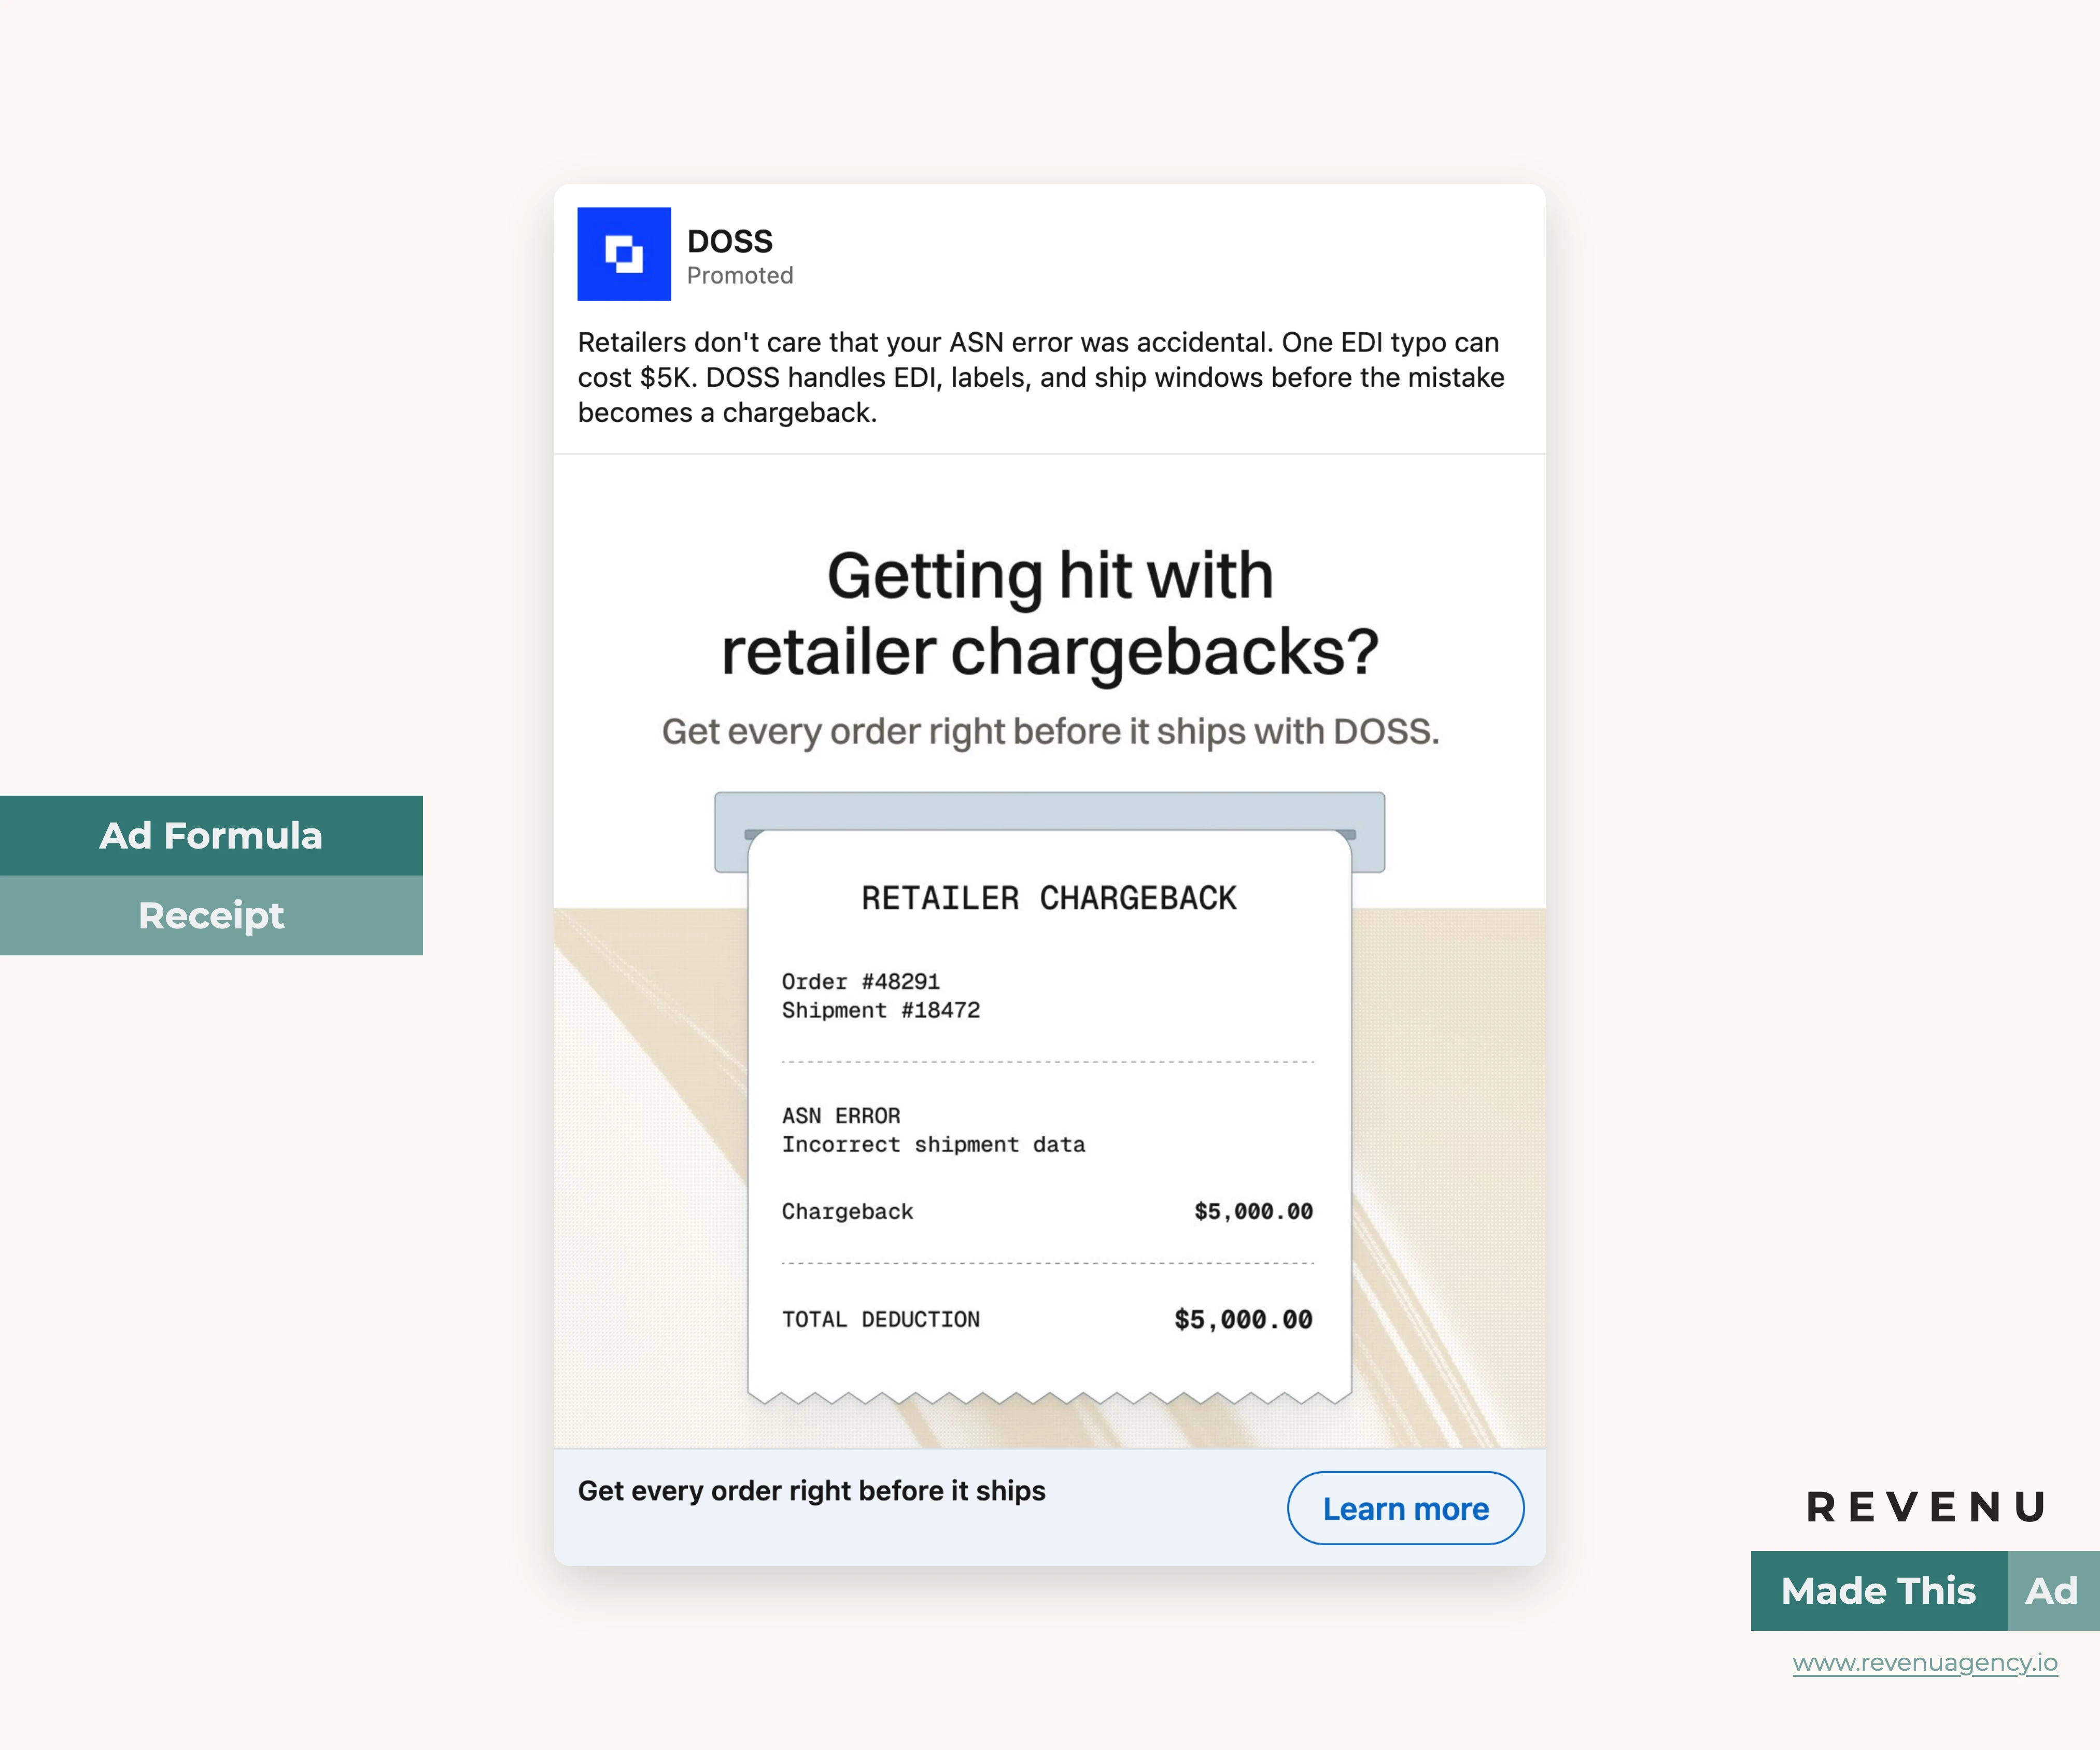 DOSS
Promoted
Retailers don't care that your ASN error was accidental. One EDI typo can
cost $5K. DOSS handles EDI, labels, and ship windows before the mistake
becomes a chargeback.
Getting hit with
retailer chargebacks?
Get every order right before it ships with DOSS.
Ad Formula
Receipt
RETAILER CHARGEBACK
Order #48291
Shipment #18472
ASN ERROR
Incorrect shipment data
Chargeback $5,000.00
TOTAL DEDUCTION $5,000.00
Get every order right before it ships
Learn more
REVENU
Made This Ad
www.revenuagency.io